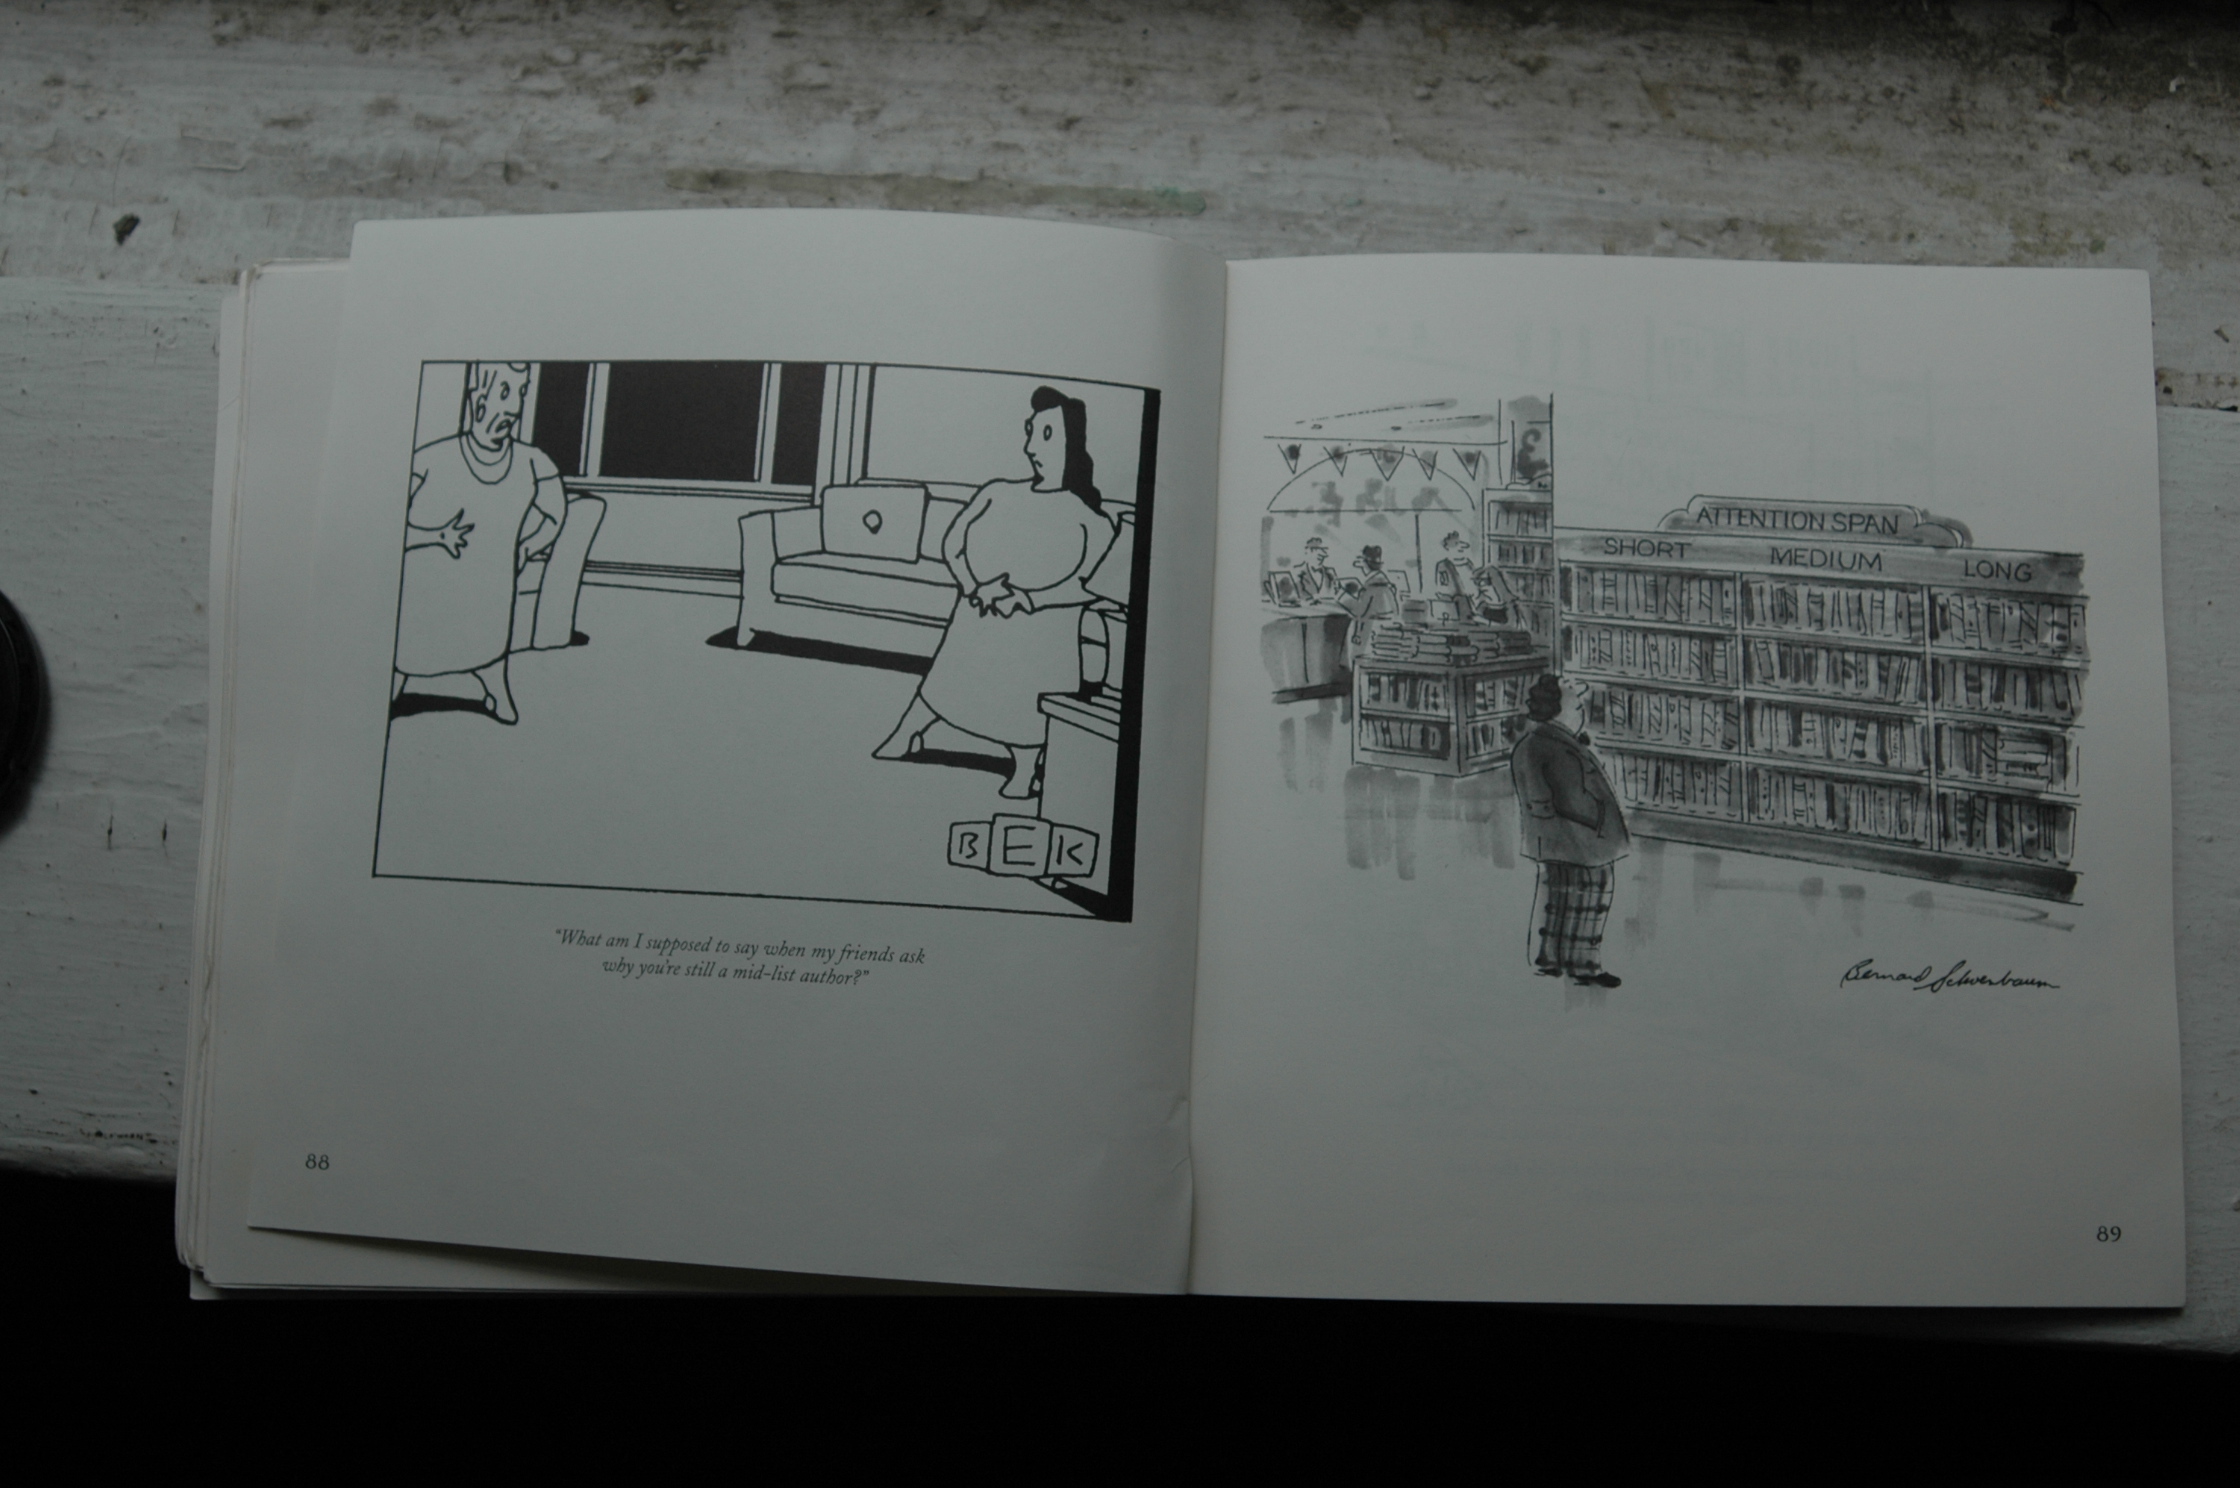 BEK
"What am I supposed to say when my friends ask
why you're still a mid-list author?"
88
ATTENTION SPAN
SHORT MEDIUM LONG
Bernard Schoenbaum
89